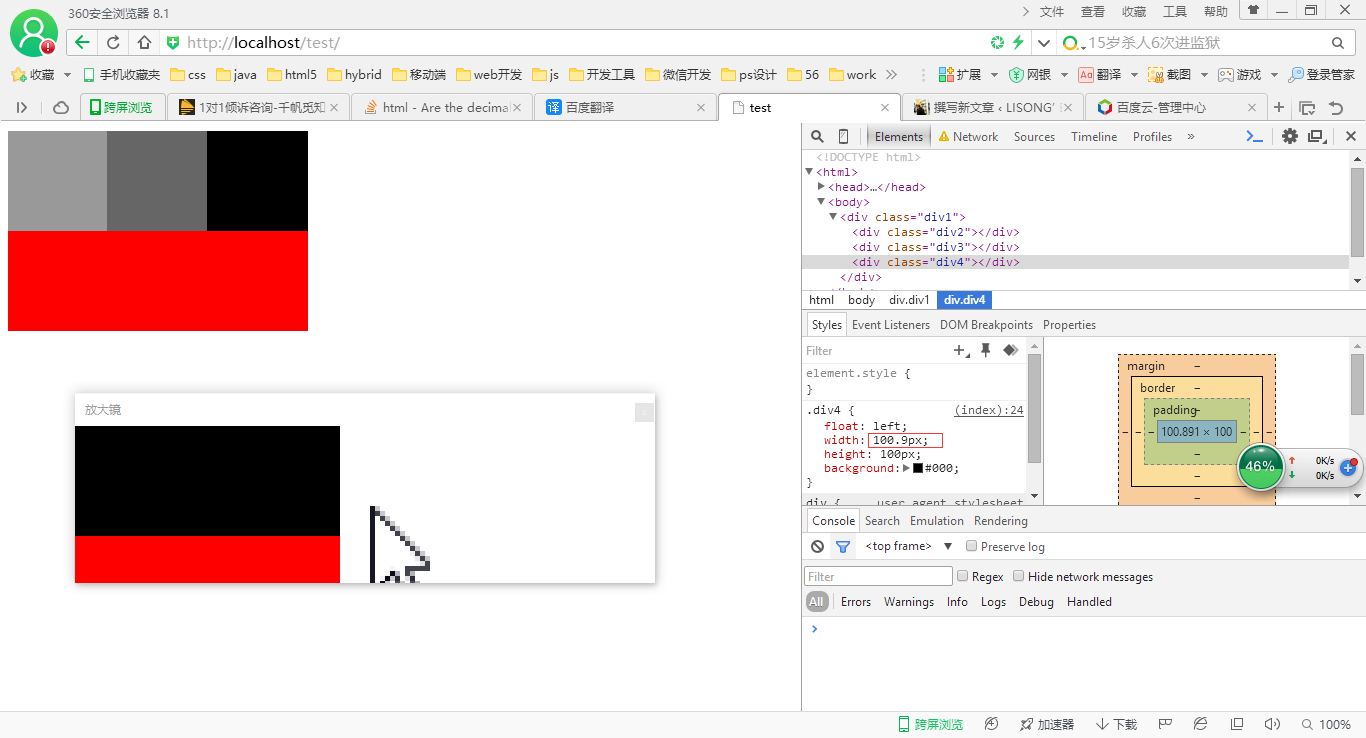 360安全浏览器 8.1
文件 查看 收藏 工具 帮助
http://localhost/test/
15岁杀人6次进监狱
收藏 手机收藏夹 css java html5 hybrid 移动端 web开发 js 开发工具 微信开发 ps设计 56 work » 扩展 网银 Aa 翻译 截图 游戏 登录管家
跨屏浏览 1对1倾诉咨询-千帆觅知 html - Are the decimal 译 百度翻译 test 撰写新文章 ‹ LISONG' 百度云-管理中心
Elements Network Sources Timeline Profiles »
<!DOCTYPE html>
<html>
<head>…</head>
<body>
<div class="div1">
<div class="div2"></div>
<div class="div3"></div>
<div class="div4"></div>
</div>
html body div.div1 div.div4
Styles Event Listeners DOM Breakpoints Properties
Filter
element.style {
}
.div4 { (index):24
float: left;
width: 100.9px;
height: 100px;
background: #000;
}
div { user agent stylesheet
margin –
border –
padding –
– – – 100.891 × 100 – – –
–
–
–
46% 0K/s
0K/s
放大镜 x
Console Search Emulation Rendering
<top frame> Preserve log
Filter Regex Hide network messages
All Errors Warnings Info Logs Debug Handled
跨屏浏览 加速器 下载 100%